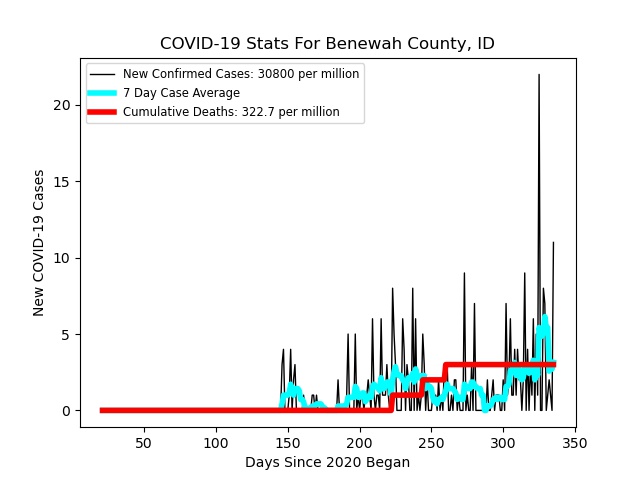 COVID-19 Stats For Benewah County, ID
New Confirmed Cases: 30800 per million
7 Day Case Average
Cumulative Deaths: 322.7 per million
New COVID-19 Cases
20
15
10
5
0
50 100 150 200 250 300 350
Days Since 2020 Began